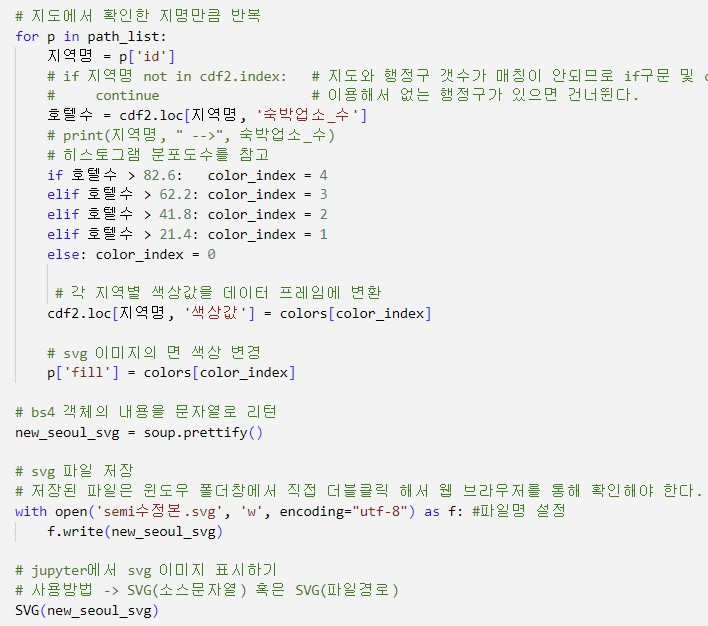 # 지도에서 확인한 지명만큼 반복
for p in path_list:
    지역명 = p['id']
    # if 지역명 not in cdf2.index:   # 지도와 행정구 갯수가 매칭이 안되므로 if구문 및
    #     continue                   # 이용해서 없는 행정구가 있으면 건너뛴다.
    호텔수 = cdf2.loc[지역명, '숙박업소_수']
    # print(지역명, " -->", 숙박업소_수)
    # 히스토그램 분포도수를 참고
    if 호텔수 > 82.6:   color_index = 4
    elif 호텔수 > 62.2: color_index = 3
    elif 호텔수 > 41.8: color_index = 2
    elif 호텔수 > 21.4: color_index = 1
    else: color_index = 0
     # 각 지역별 색상값을 데이터 프레임에 변환
    cdf2.loc[지역명, '색상값'] = colors[color_index]
    # svg 이미지의 면 색상 변경
    p['fill'] = colors[color_index]
# bs4 객체의 내용을 문자열로 리턴
new_seoul_svg = soup.prettify()
# svg 파일 저장
# 저장된 파일은 윈도우 폴더창에서 직접 더블클릭 해서 웹 브라우저를 통해 확인해야 한다.
with open('semi수정본.svg', 'w', encoding="utf-8") as f: #파일명 설정
    f.write(new_seoul_svg)
# jupyter에서 svg 이미지 표시하기
# 사용방법 -> SVG(소스문자열) 혹은 SVG(파일경로)
SVG(new_seoul_svg)